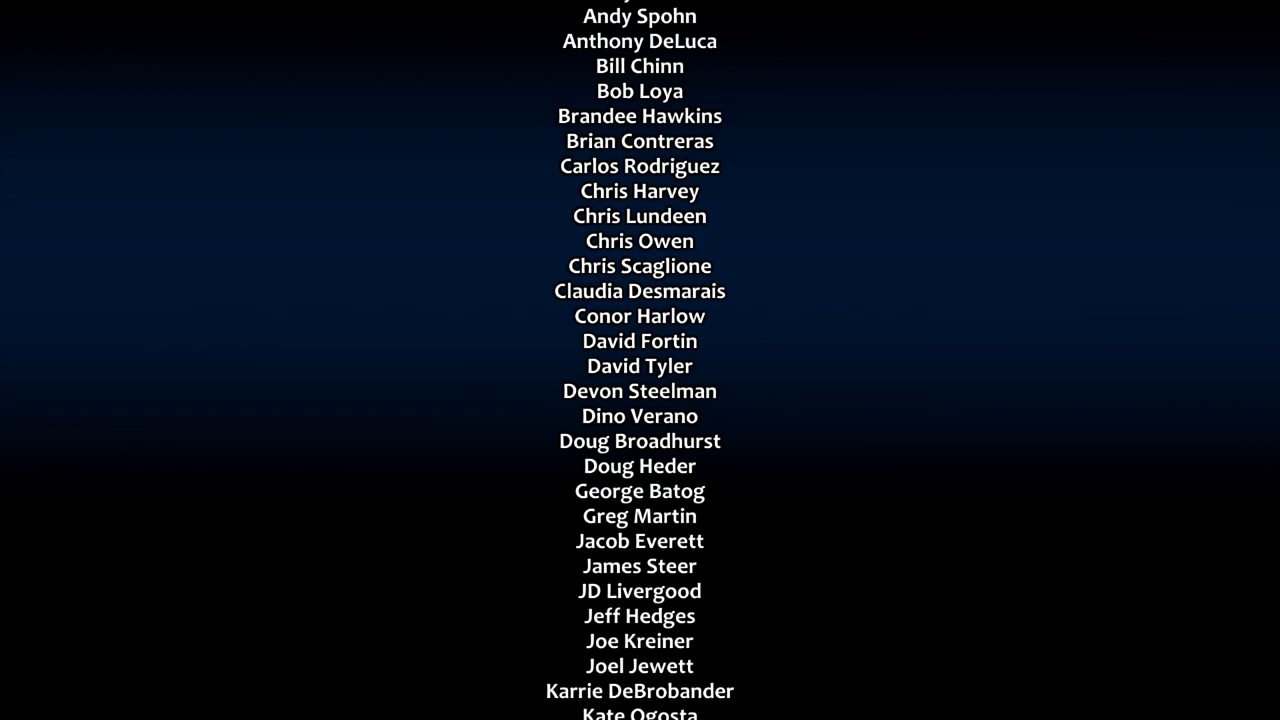 Andy Spohn
Anthony DeLuca
Bill Chinn
Bob Loya
Brandee Hawkins
Brian Contreras
Carlos Rodriguez
Chris Harvey
Chris Lundeen
Chris Owen
Chris Scaglione
Claudia Desmarais
Conor Harlow
David Fortin
David Tyler
Devon Steelman
Dino Verano
Doug Broadhurst
Doug Heder
George Batog
Greg Martin
Jacob Everett
James Steer
JD Livergood
Jeff Hedges
Joe Kreiner
Joel Jewett
Karrie DeBrobander
Kate Ogosta